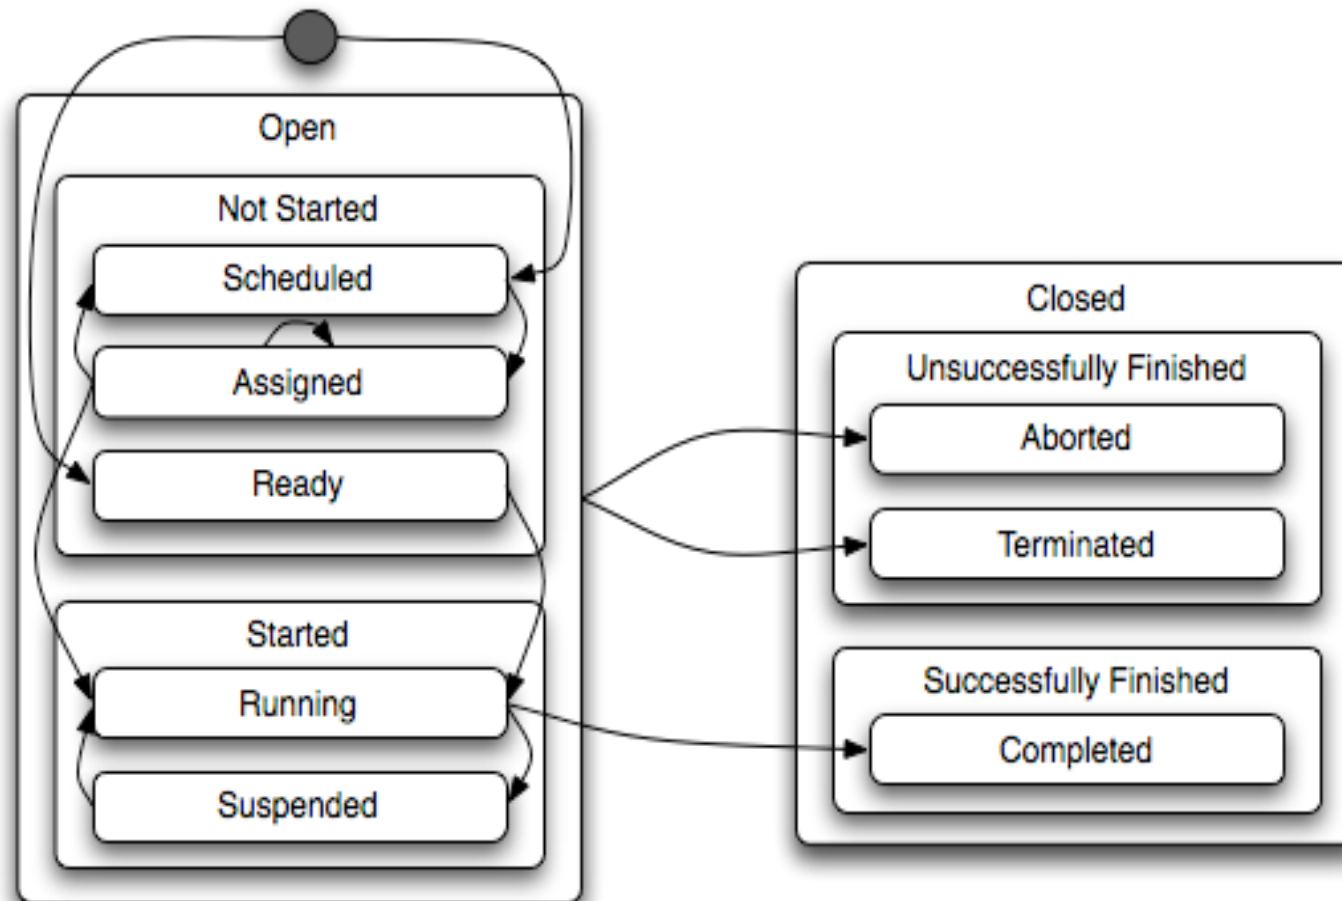 Open
Not Started
Scheduled
Assigned
Ready
Started
Running
Suspended
Closed
Unsuccessfully Finished
Aborted
Terminated
Successfully Finished
Completed